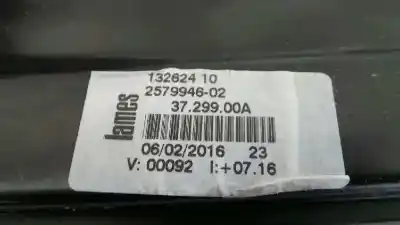 132624 10
2579946-02
37.299.00A
lames
06/02/2016 23
V: 00092 I:+07.16